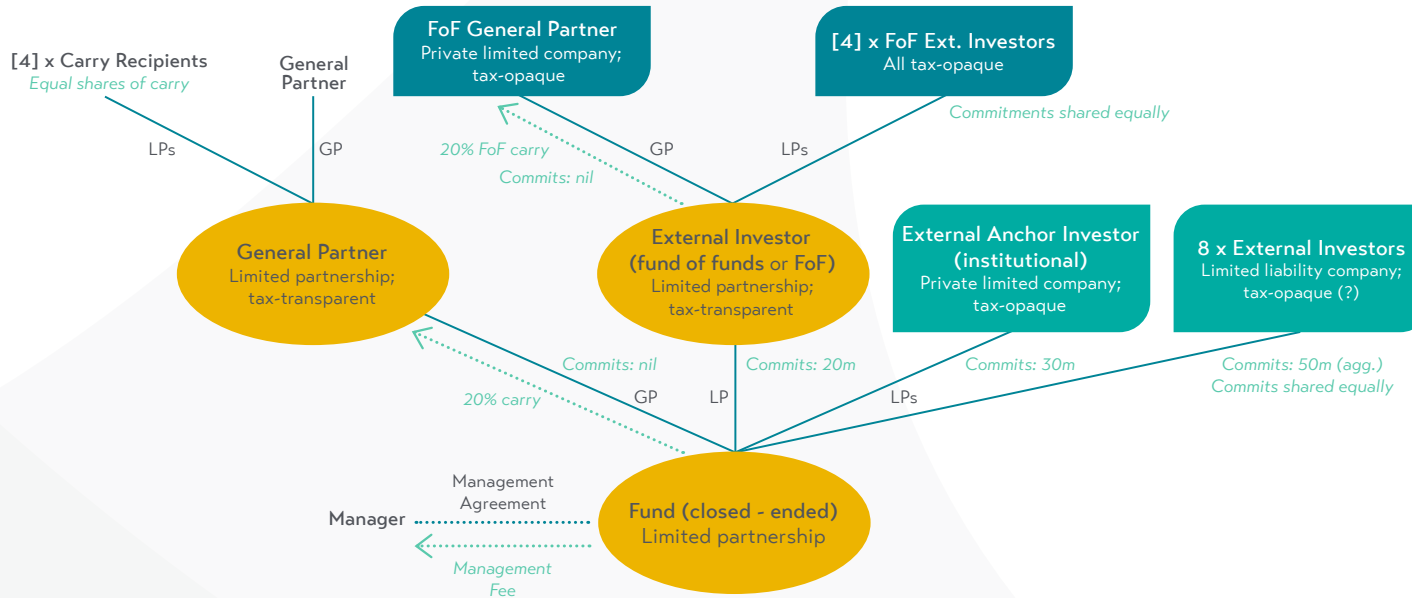 [4] x Carry Recipients
Equal shares of carry
General
Partner
FoF General Partner
Private limited company;
tax-opaque
[4] x FoF Ext. Investors
All tax-opaque
Commitments shared equally
LPs
GP
20% FoF carry
Commits: nil
GP
LPs
General Partner
Limited partnership;
tax-transparent
External Investor
(fund of funds or FoF)
Limited partnership;
tax-transparent
External Anchor Investor
(institutional)
Private limited company;
tax-opaque
8 x External Investors
Limited liability company;
tax-opaque (?)
Commits: nil
Commits: 20m
Commits: 30m
Commits: 50m (agg.)
Commits shared equally
20% carry
GP
LP
LPs
Manager
Management
Agreement
Management
Fee
Fund (closed - ended)
Limited partnership